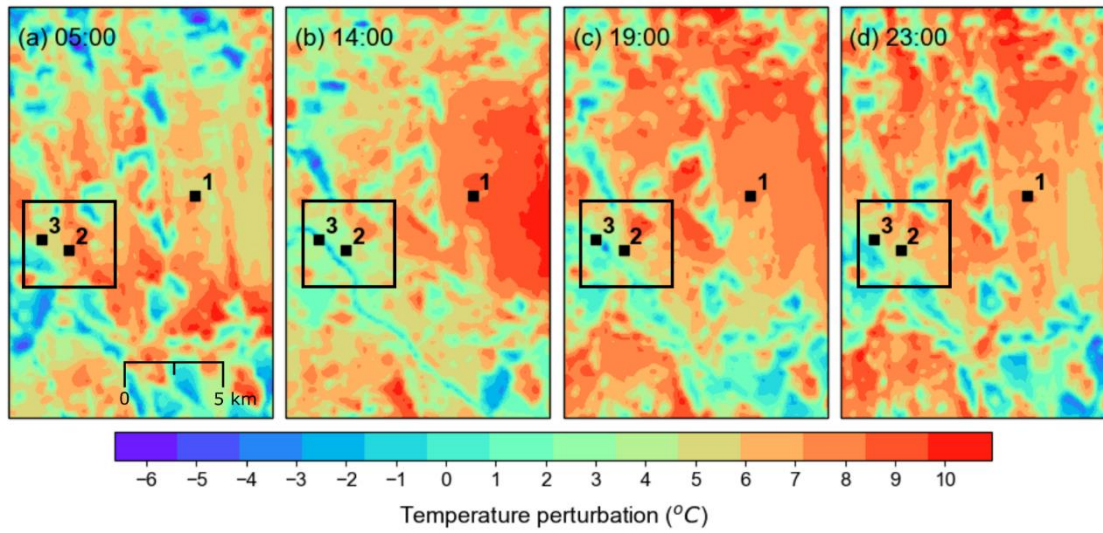 (a) 05:00 (b) 14:00 (c) 19:00 (d) 23:00
1 1 1 1
3 2 3 2 3 2 3 2
0 5 km
−6 −5 −4 −3 −2 −1 0 1 2 3 4 5 6 7 8 9 10
Temperature perturbation (°C)